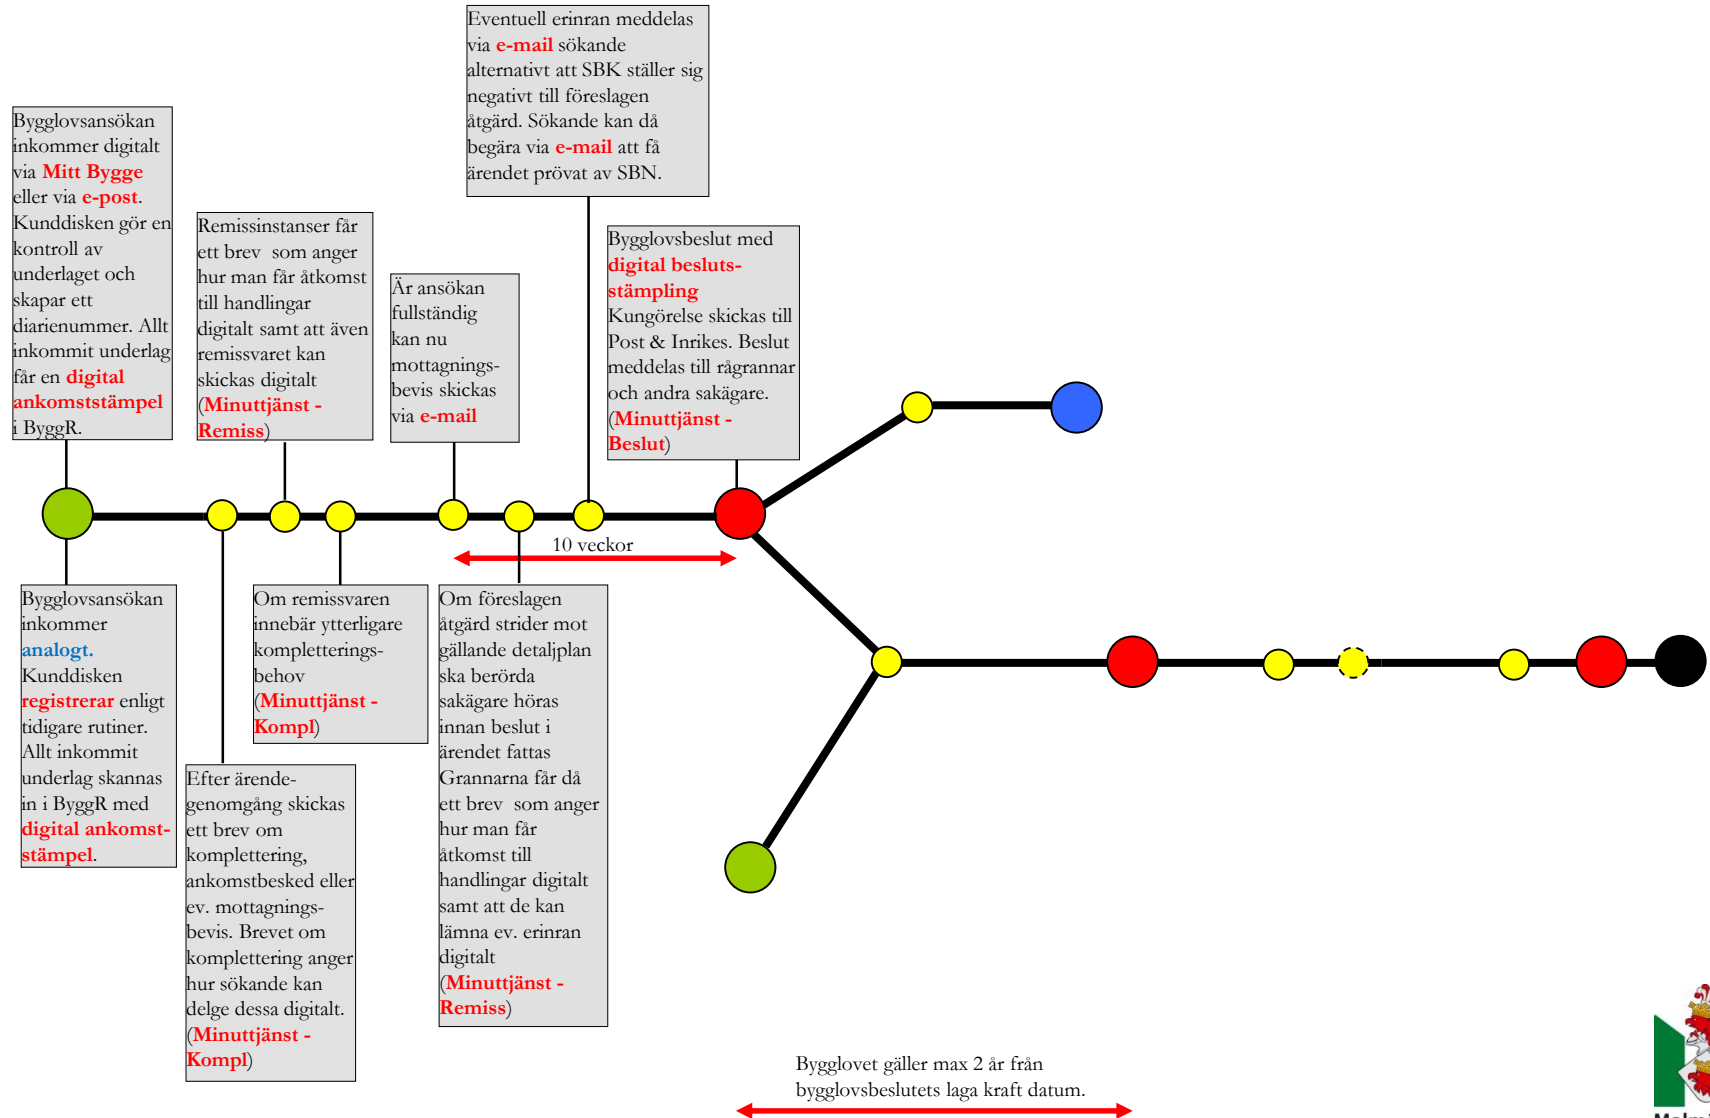 Eventuell erinran meddelas
via e-mail sökande
alternativt att SBK ställer sig
negativt till föreslagen
åtgärd. Sökande kan då
begära via e-mail att få
ärendet prövat av SBN.
Bygglovsansökan
inkommer digitalt
via Mitt Bygge
eller via e-post.
Kunddisken gör en
kontroll av
underlaget och
skapar ett
diarienummer. Allt
inkommit underlag
får en digital
ankomststämpel
i ByggR.
Remissinstanser får
ett brev som anger
hur man får åtkomst
till handlingar
digitalt samt att även
remissvaret kan
skickas digitalt
(Minuttjänst -
Remiss)
Är ansökan
fullständig
kan nu
mottagnings-
bevis skickas
via e-mail
Bygglovsbeslut med
digital besluts-
stämpling
Kungörelse skickas till
Post & Inrikes. Beslut
meddelas till rågrannar
och andra sakägare.
(Minuttjänst -
Beslut)
10 veckor
Bygglovsansökan
inkommer
analogt.
Kunddisken
registrerar enligt
tidigare rutiner.
Allt inkommit
underlag skannas
in i ByggR med
digital ankomst-
stämpel.
Efter ärende-
genomgång skickas
ett brev om
komplettering,
ankomstbesked eller
ev. mottagnings-
bevis. Brevet om
komplettering anger
hur sökande kan
delge dessa digitalt.
(Minuttjänst -
Kompl)
Om remissvaren
innebär ytterligare
kompletterings-
behov
(Minuttjänst -
Kompl)
Om föreslagen
åtgärd strider mot
gällande detaljplan
ska berörda
sakägare höras
innan beslut i
ärendet fattas
Grannarna får då
ett brev som anger
hur man får
åtkomst till
handlingar digitalt
samt att de kan
lämna ev. erinran
digitalt
(Minuttjänst -
Remiss)
Bygglovet gäller max 2 år från
bygglovsbeslutets laga kraft datum.